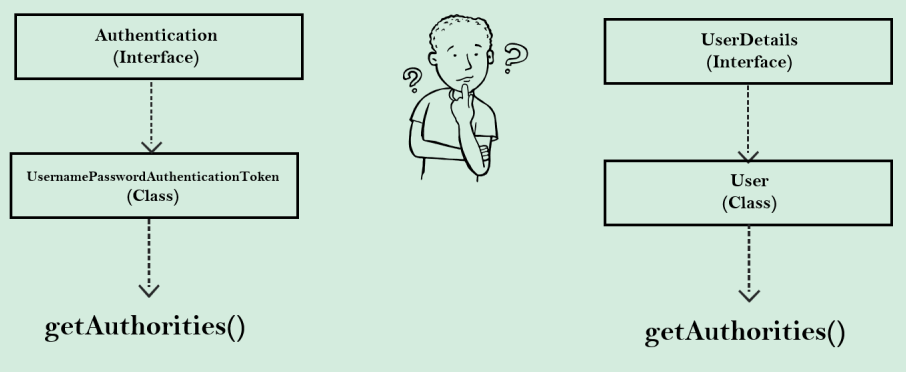 Authentication
(Interface)
UsernamePasswordAuthenticationToken
(Class)
getAuthorities()
?
?
UserDetails
(Interface)
User
(Class)
getAuthorities()